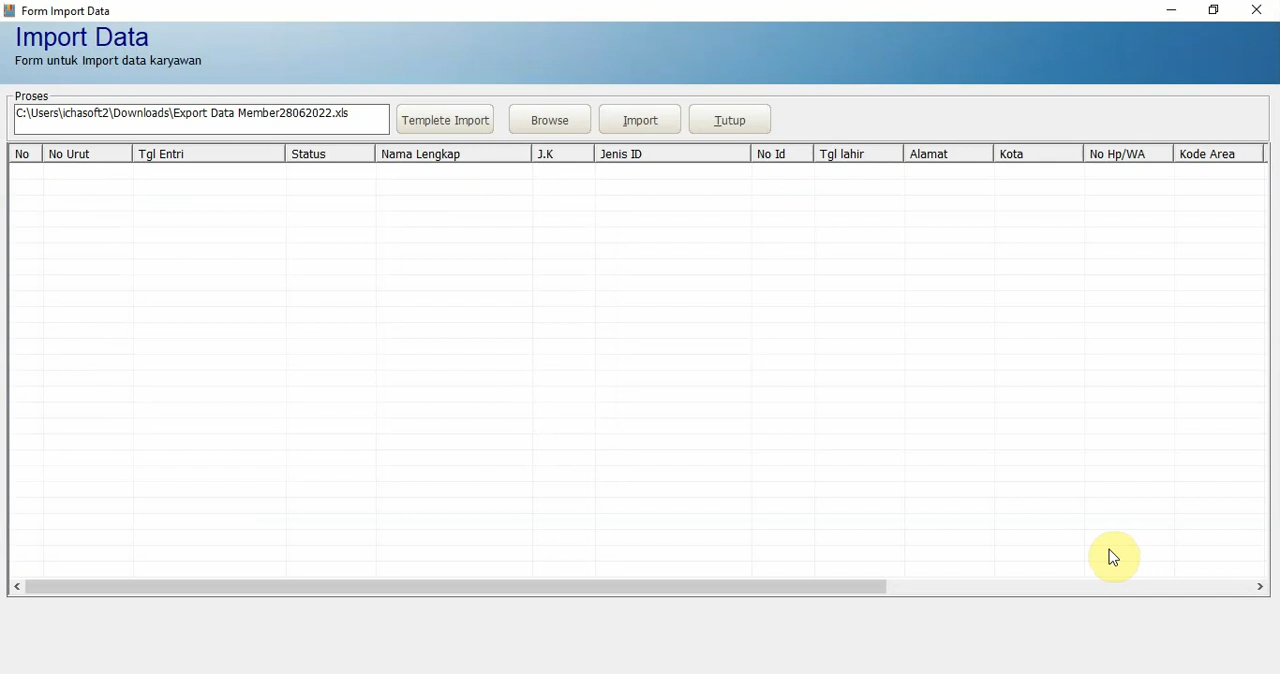 Form Import Data
Import Data
Form untuk Import data karyawan
Proses
C:\Users\ichasoft2\Downloads\Export Data Member28062022.xls
Templete Import
Browse
Import
Tutup
No No Urut Tgl Entri Status Nama Lengkap J.K Jenis ID No Id Tgl lahir Alamat Kota No Hp/WA Kode Area